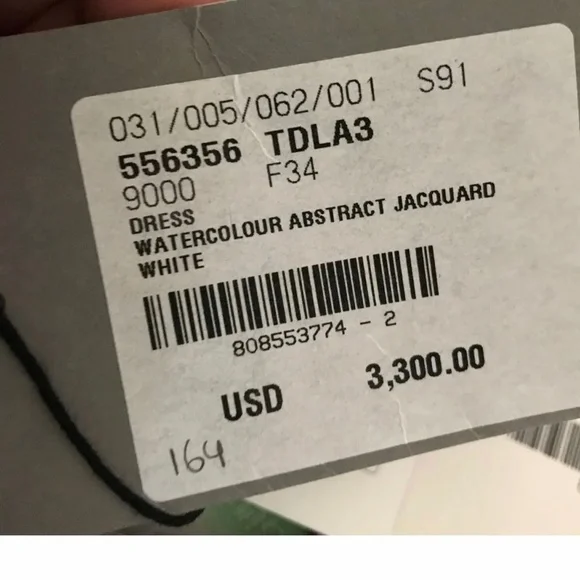 031/005/062/001 S91
556356 TDLA3
9000 F34
DRESS
WATERCOLOUR ABSTRACT JACQUARD
WHITE
808553774 - 2
USD 3,300.00
164